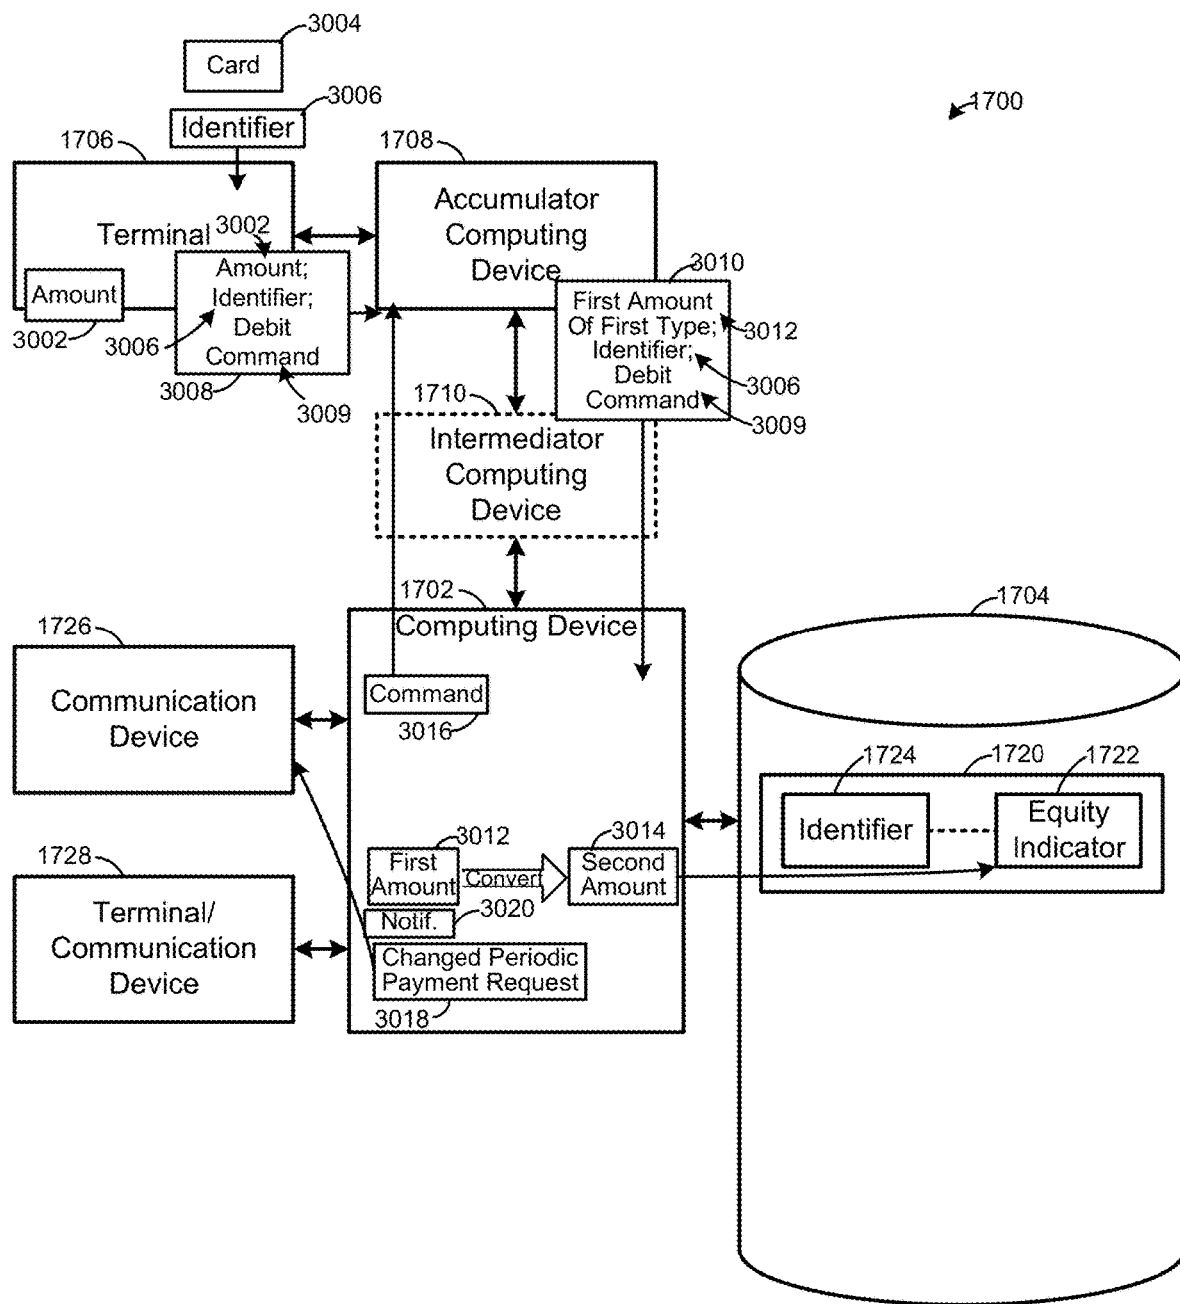 3004
Card
3006
Identifier
1700
1706
1708
Terminal
3002
Amount
3002
Amount;
Identifier;
Debit
Command
3006
3008
3009
Accumulator
Computing
Device
3010
First Amount
Of First Type;
Identifier;
Debit
Command
3012
3006
3009
1710
Intermediator
Computing
Device
1702
Computing Device
1704
1726
Communication
Device
Command
3016
1724
1720
1722
Identifier
Equity
Indicator
3012
First
Amount
Convert
3014
Second
Amount
1728
Terminal/
Communication
Device
Notif.
3020
Changed Periodic
Payment Request
3018